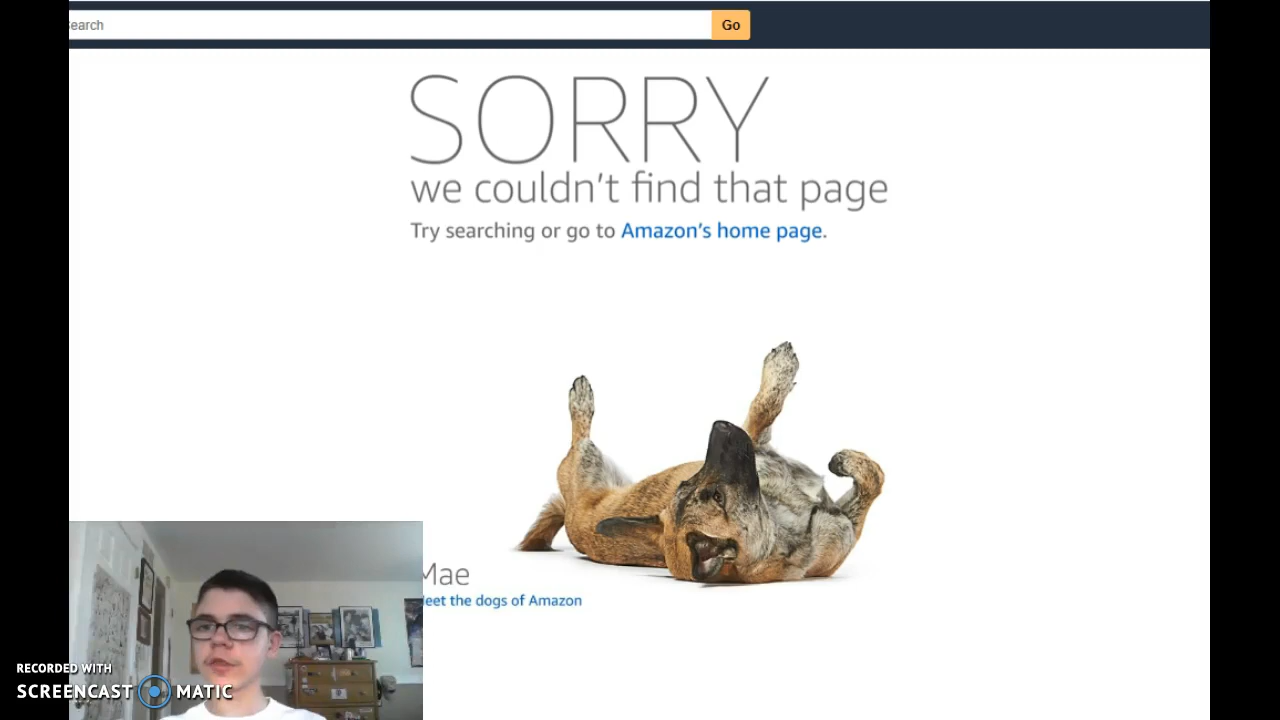 earch
Go
SORRY
we couldn't find that page
Try searching or go to Amazon's home page.
Mae
eet the dogs of Amazon
RECORDED WITH
SCREENCAST MATIC